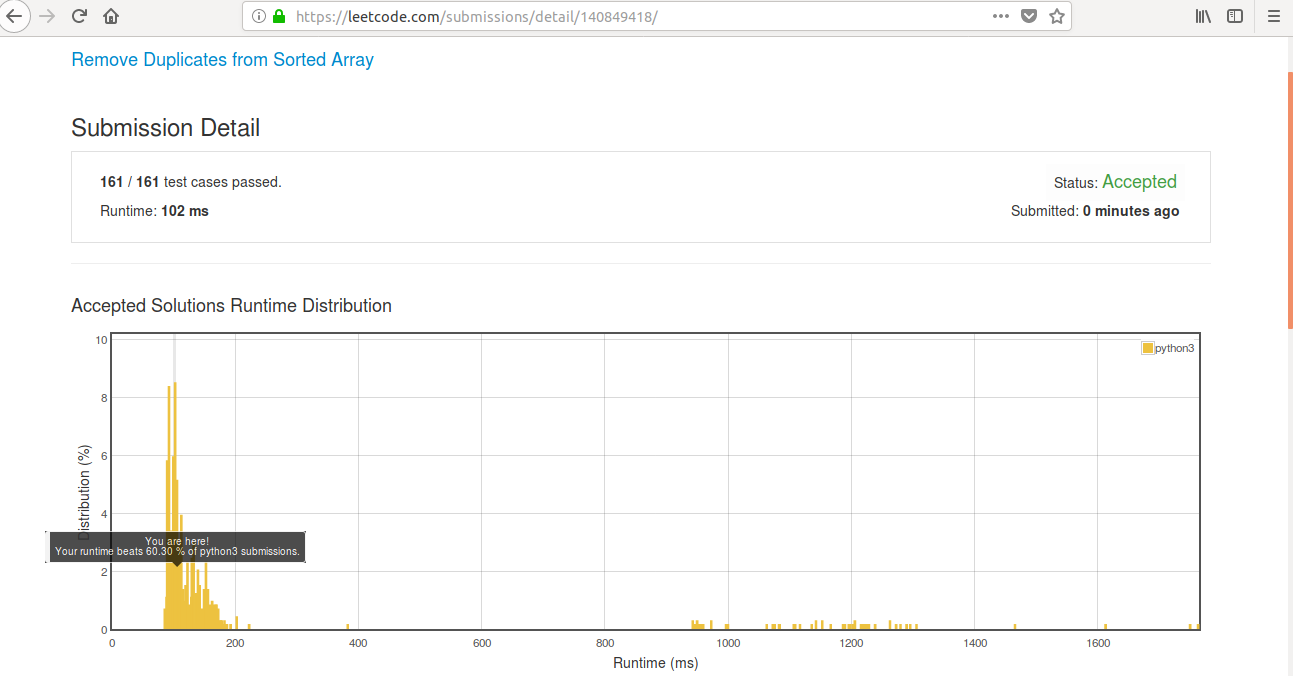 https://leetcode.com/submissions/detail/140849418/
Remove Duplicates from Sorted Array
Submission Detail
161 / 161 test cases passed.
Status: Accepted
Runtime: 102 ms
Submitted: 0 minutes ago
Accepted Solutions Runtime Distribution
python3
Distribution (%)
10
8
6
4
2
0
You are here!
Your runtime beats 60.30 % of python3 submissions.
0 200 400 600 800 1000 1200 1400 1600
Runtime (ms)